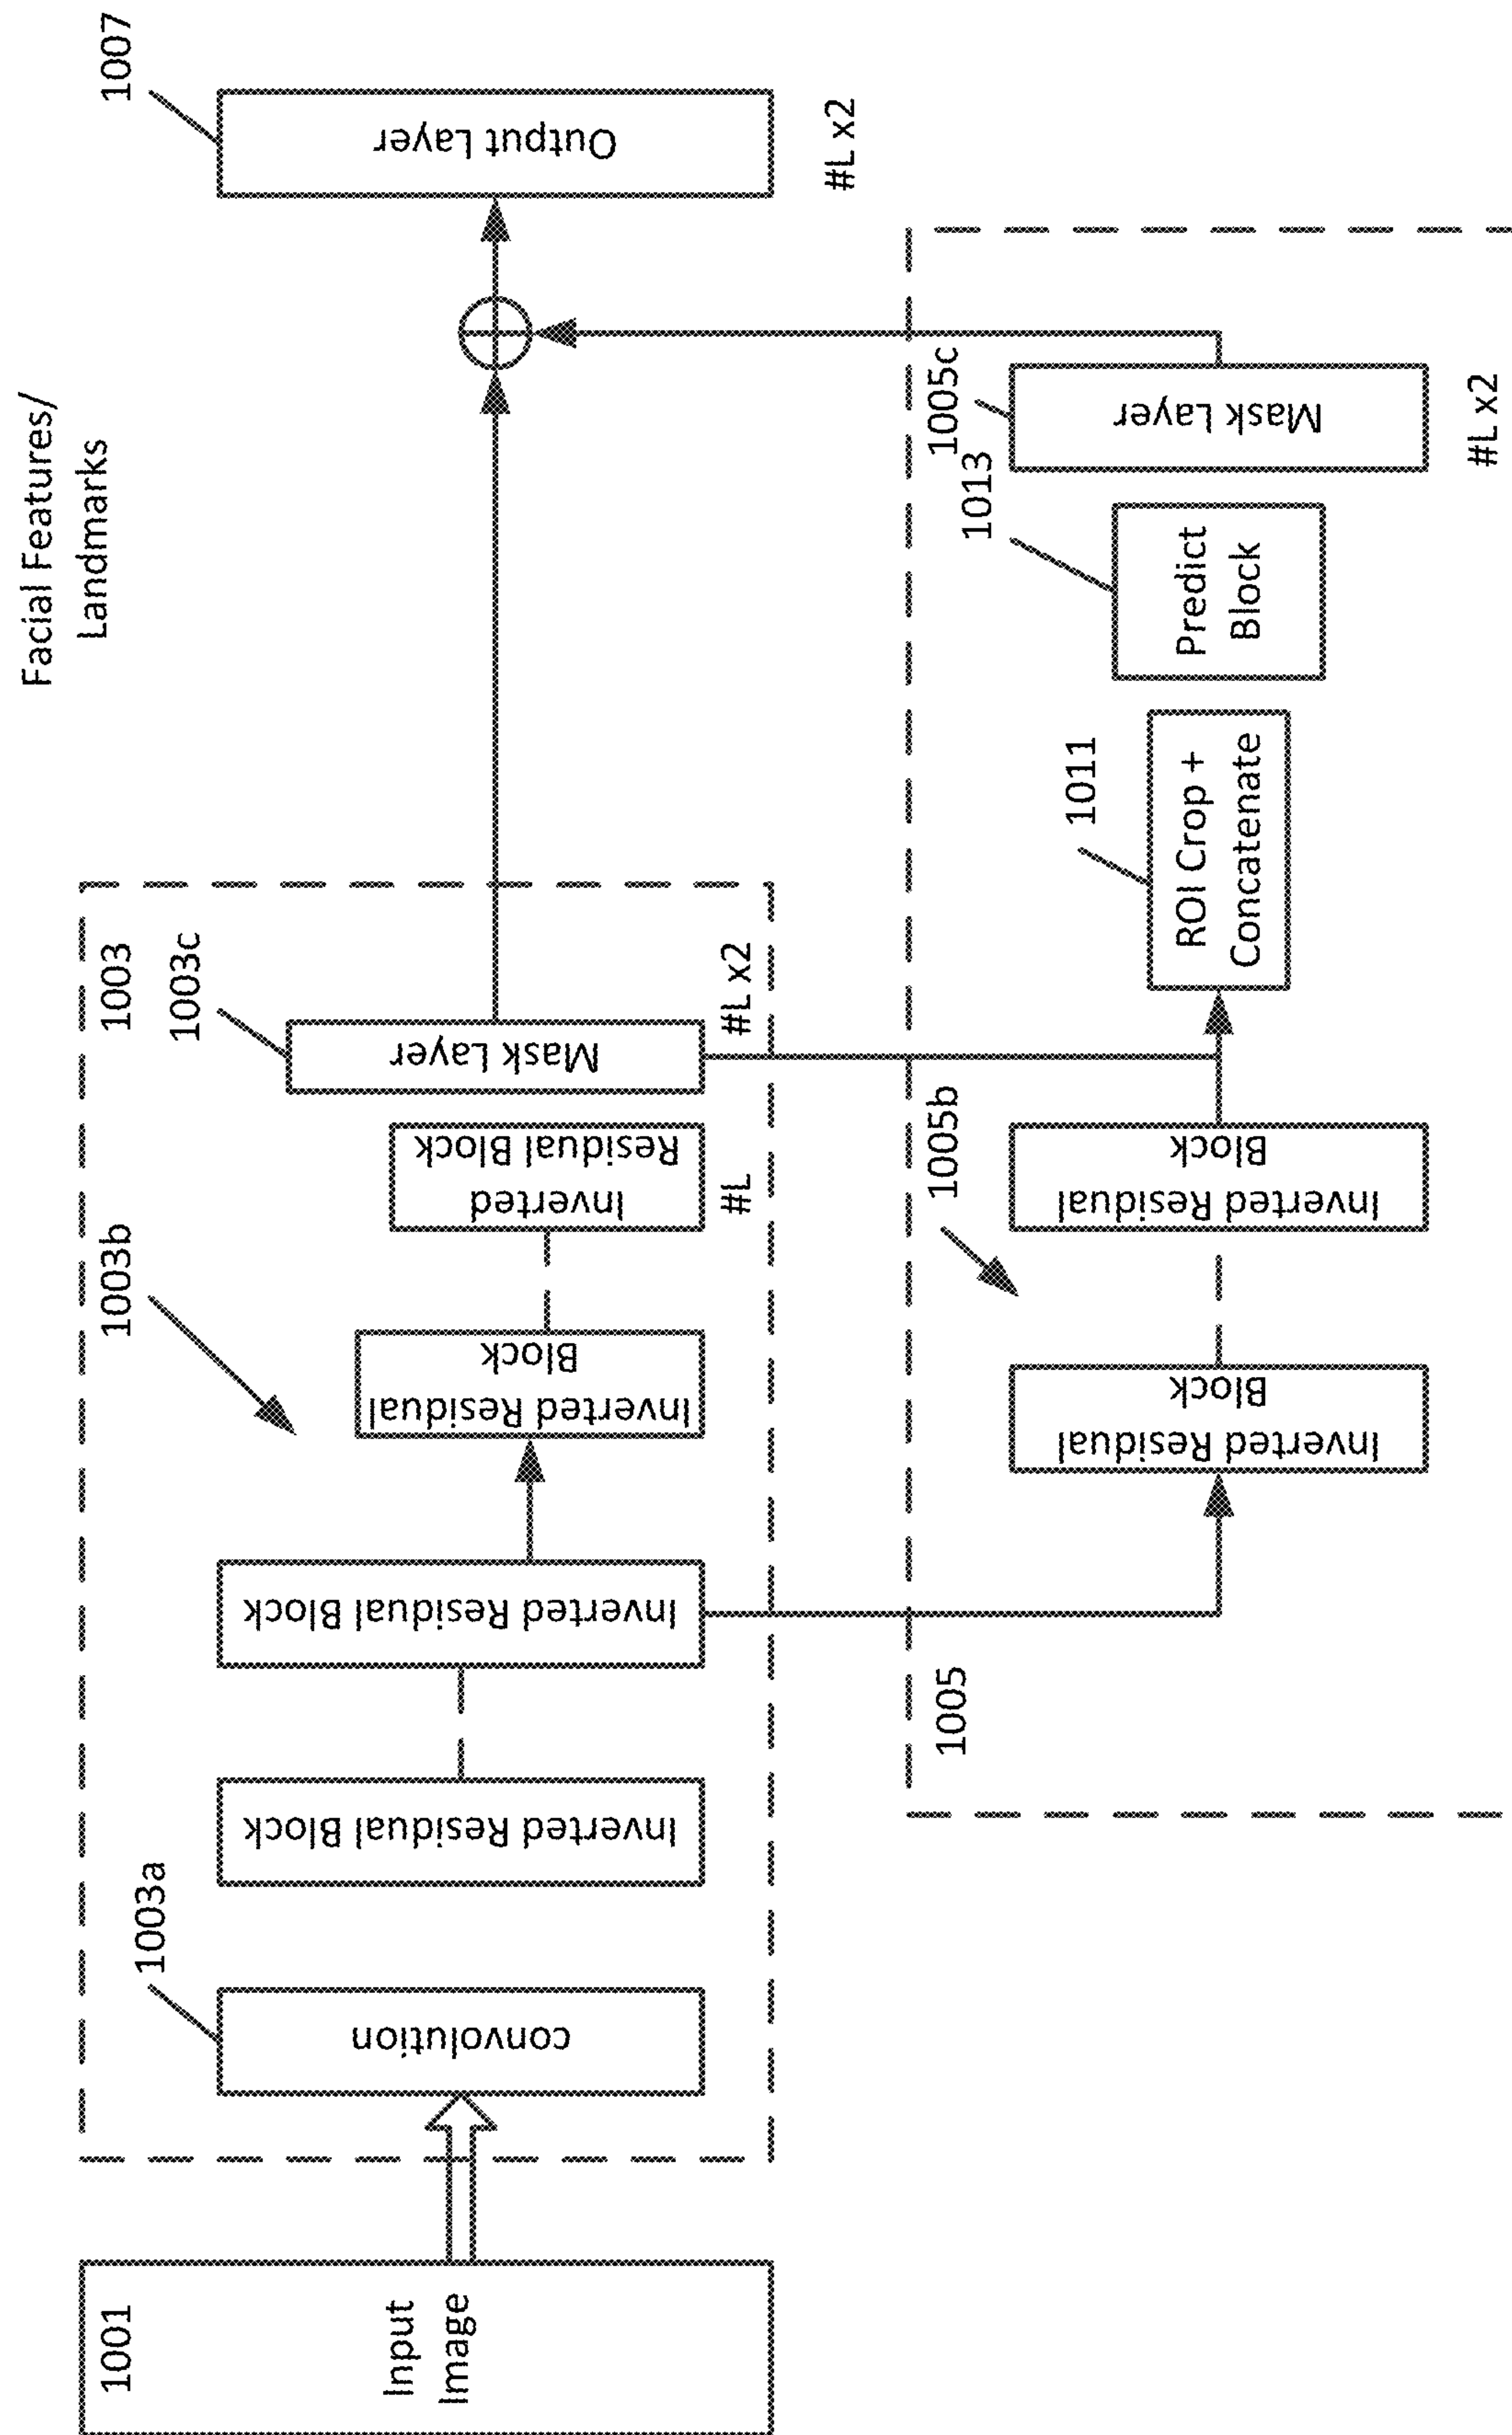 Facial Features/
Landmarks
1001
Input
Image
1003
1003a
convolution
Inverted Residual Block
Inverted Residual Block
1003b
Inverted Residual
Block
Inverted
Residual Block
#L
1003c
Mask Layer
#L x2
1007
Output Layer
#L x2
1005
Inverted Residual
Block
1005b
Inverted Residual
Block
1011
ROI Crop +
Concatenate
1013
Predict
Block
1005c
Mask Layer
#L x2